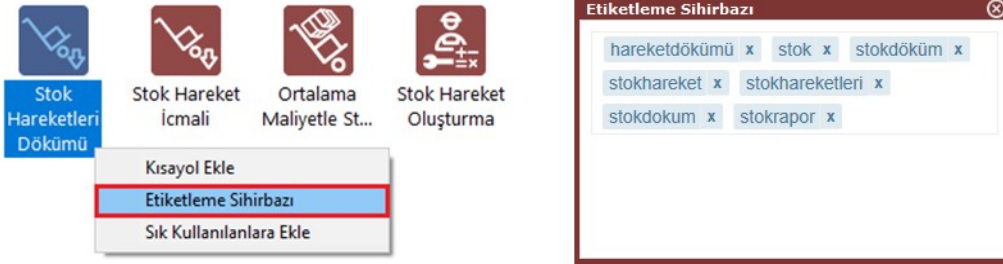 Stok
Hareketleri
Dökümü
Stok Hareket
İcmali
Ortalama
Maliyetle St...
Stok Hareket
Oluşturma
Kısayol Ekle
Etiketleme Sihirbazı
Sık Kullanılanlara Ekle
Etiketleme Sihirbazı
hareketdökümü x stok x stokdöküm x
stokhareket x stokhareketleri x
stokdokum x stokrapor x